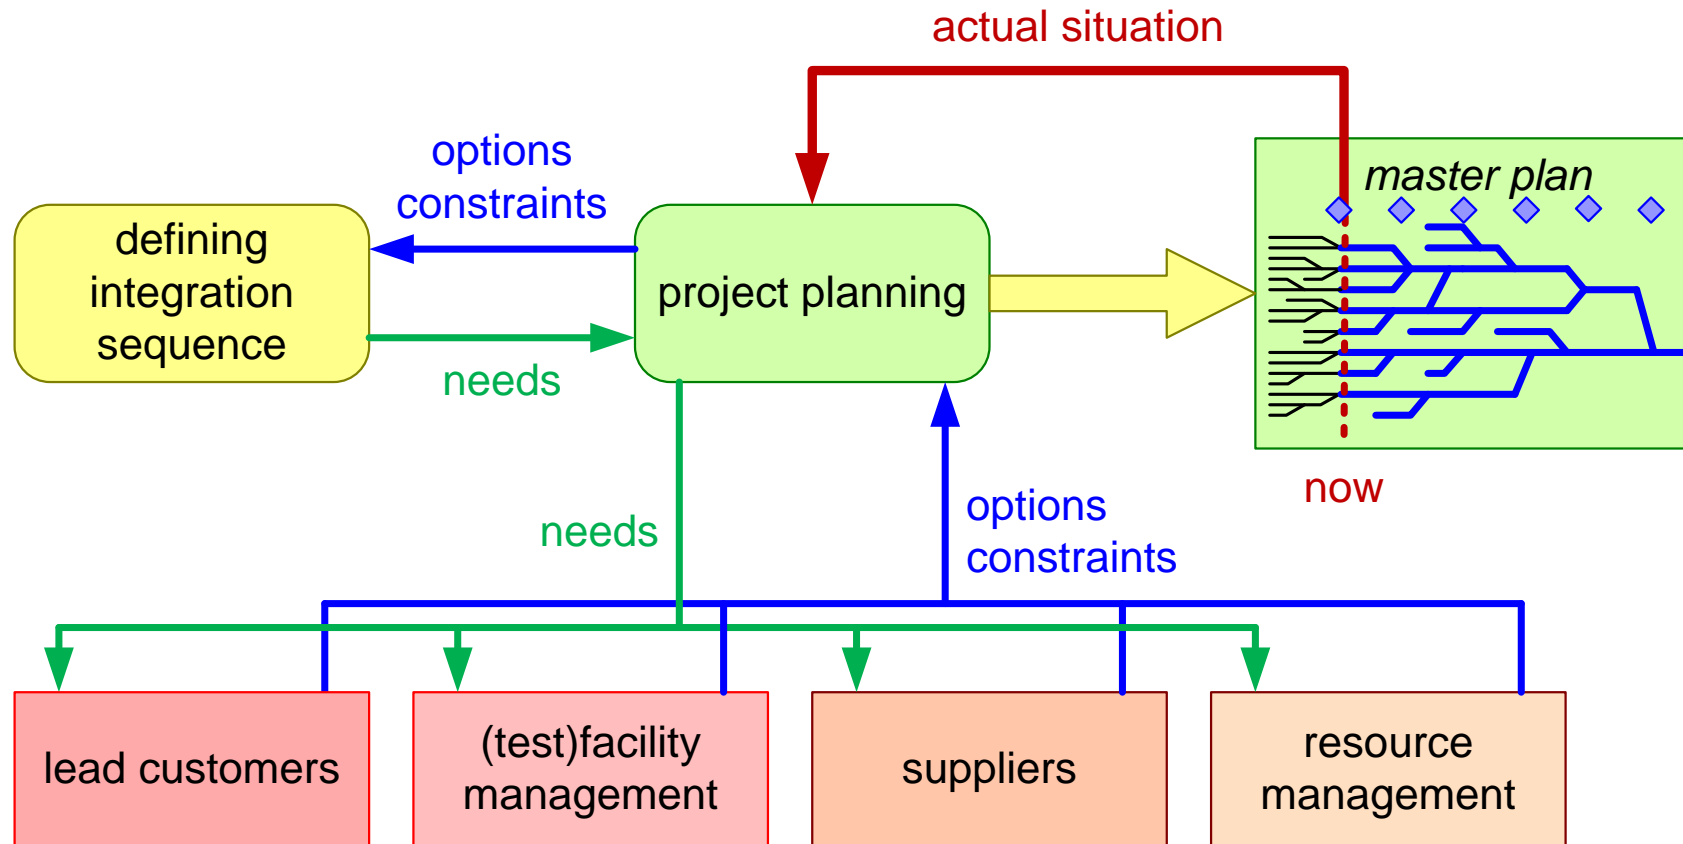 actual situation
options
constraints
master plan
defining
integration
sequence
project planning
needs
now
needs
options
constraints
lead customers
(test)facility
management
suppliers
resource
management